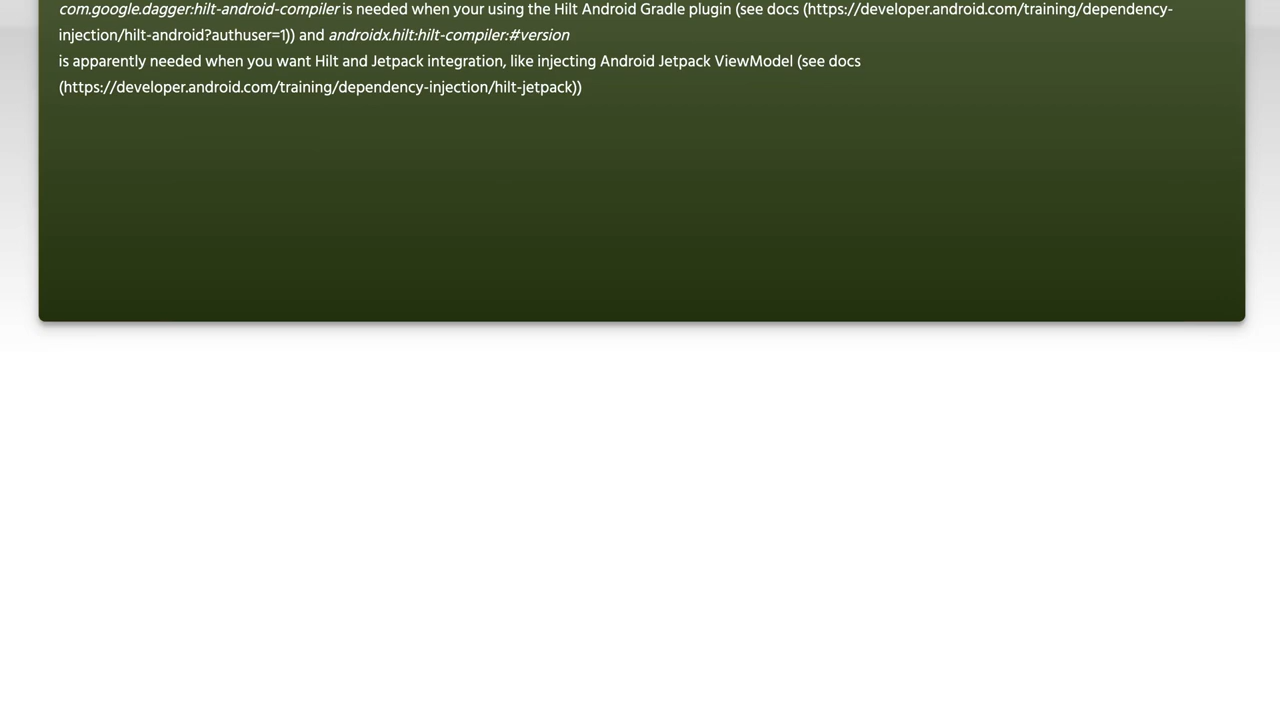 com.google.dagger:hilt-android-compiler is needed when your using the Hilt Android Gradle plugin (see docs (https://developer.android.com/training/dependency-
injection/hilt-android?authuser=1)) and androidx.hilt:hilt-compiler:#version
is apparently needed when you want Hilt and Jetpack integration, like injecting Android Jetpack ViewModel (see docs
(https://developer.android.com/training/dependency-injection/hilt-jetpack))